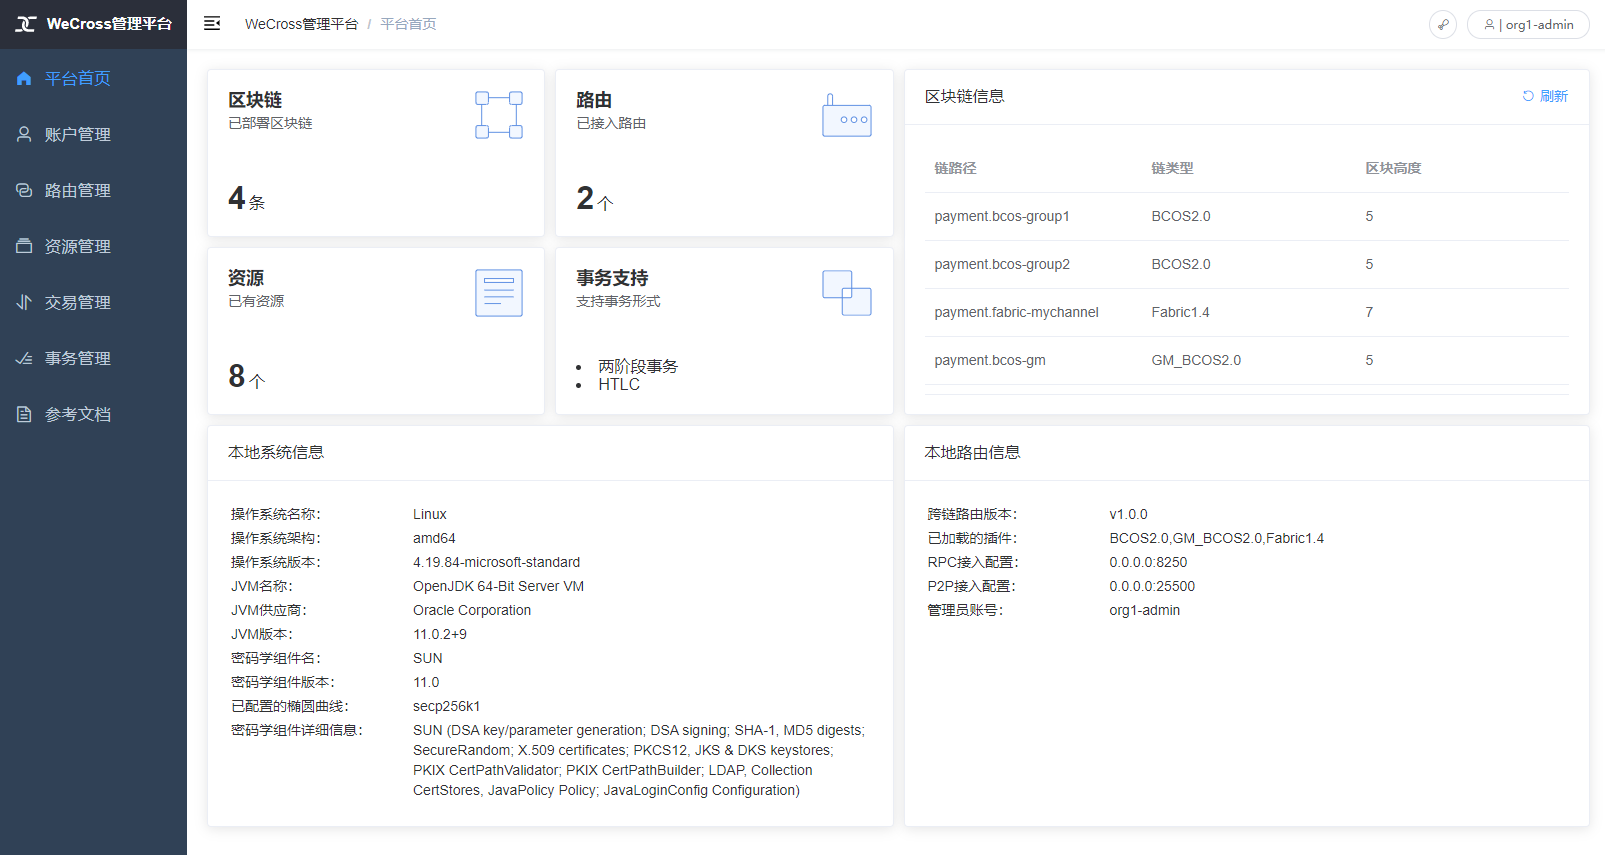 WeCross管理平台
WeCross管理平台 / 平台首页
| org1-admin
平台首页
账户管理
路由管理
资源管理
交易管理
事务管理
参考文档
区块链
已部署区块链
4 条
路由
已接入路由
2 个
资源
已有资源
8 个
事务支持
支持事务形式
• 两阶段事务
• HTLC
区块链信息 刷新
链路径 链类型 区块高度
payment.bcos-group1 BCOS2.0 5
payment.bcos-group2 BCOS2.0 5
payment.fabric-mychannel Fabric1.4 7
payment.bcos-gm GM_BCOS2.0 5
本地系统信息
操作系统名称： Linux
操作系统架构： amd64
操作系统版本： 4.19.84-microsoft-standard
JVM名称： OpenJDK 64-Bit Server VM
JVM供应商： Oracle Corporation
JVM版本： 11.0.2+9
密码学组件名： SUN
密码学组件版本： 11.0
已配置的椭圆曲线： secp256k1
密码学组件详细信息： SUN (DSA key/parameter generation; DSA signing; SHA-1, MD5 digests;
SecureRandom; X.509 certificates; PKCS12, JKS & DKS keystores;
PKIX CertPathValidator; PKIX CertPathBuilder; LDAP, Collection
CertStores, JavaPolicy Policy; JavaLoginConfig Configuration)
本地路由信息
跨链路由版本： v1.0.0
已加载的插件： BCOS2.0,GM_BCOS2.0,Fabric1.4
RPC接入配置： 0.0.0.0:8250
P2P接入配置： 0.0.0.0:25500
管理员账号： org1-admin